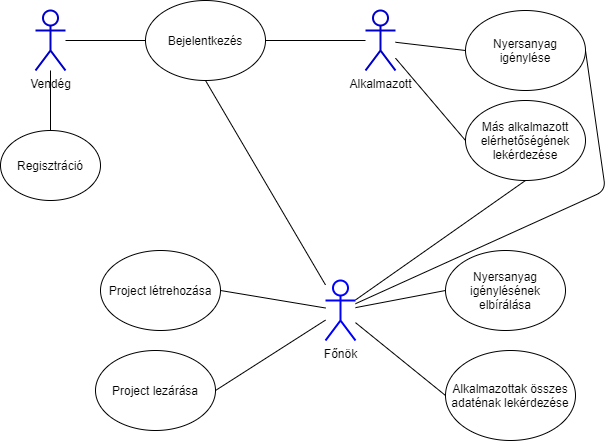 Bejelentkezés
Vendég
Alkalmazott
Nyersanyag
igénylése
Más alkalmazott
elérhetőségének
lekérdezése
Regisztráció
Project létrehozása
Főnök
Nyersanyag
igénylésének
elbírálása
Project lezárása
Alkalmazottak összes
adatának lekérdezése